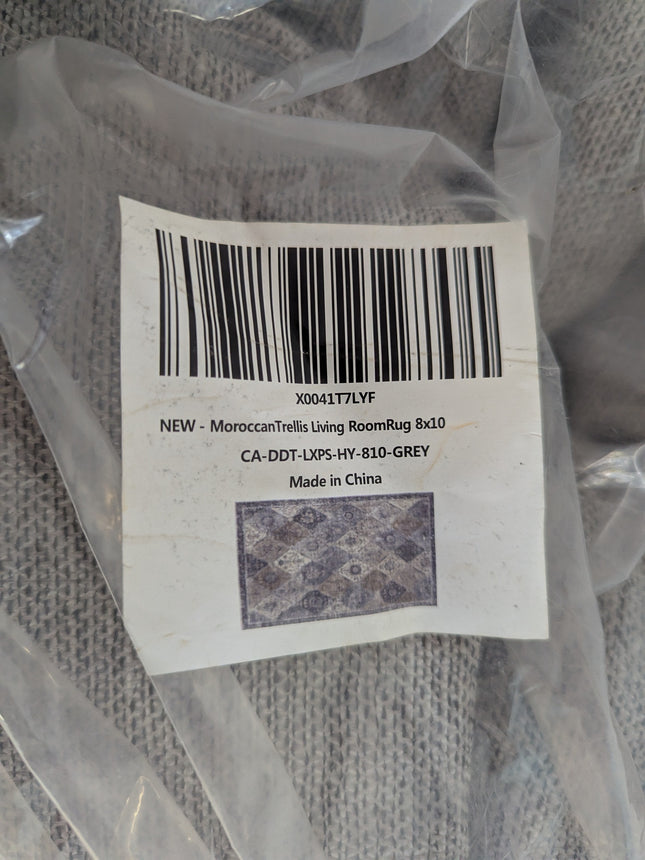 X0041T7LYF
NEW - MoroccanTrellis Living RoomRug 8x10
CA-DDT-LXPS-HY-810-GREY
Made in China